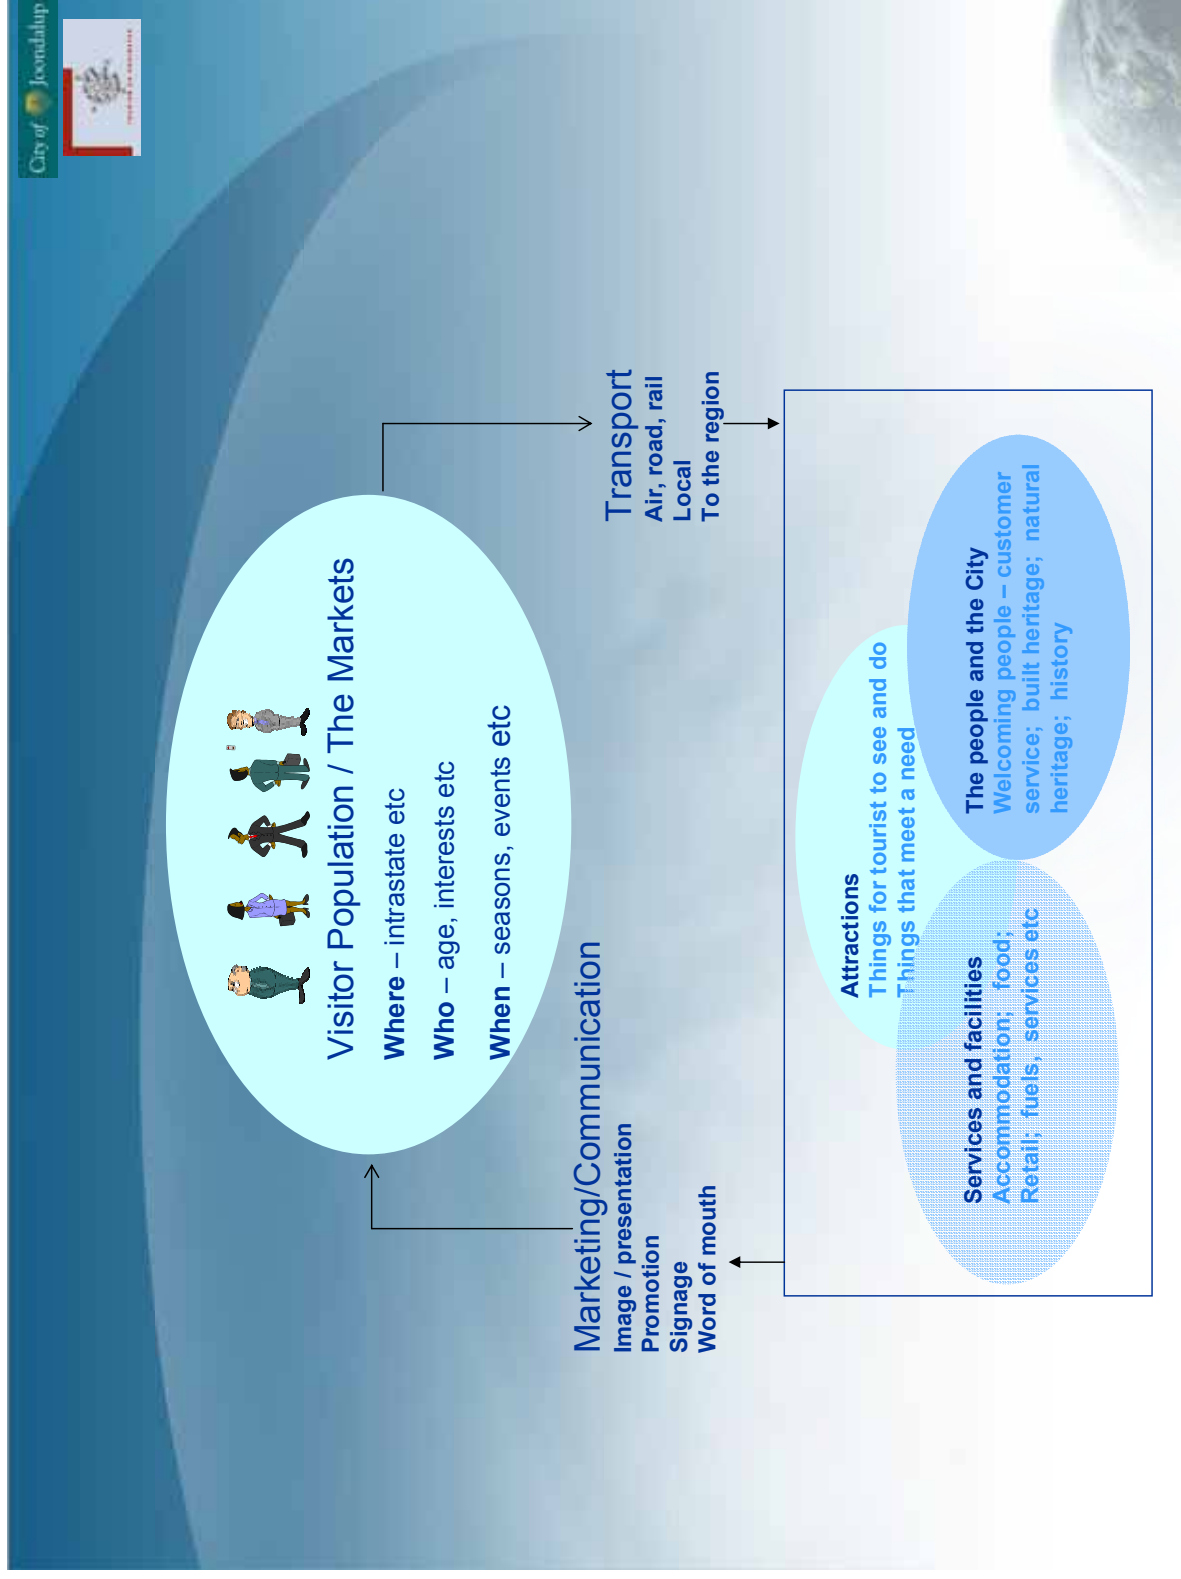 City of Joondalup
Visitor Population / The Markets
Where – intrastate etc
Who – age, interests etc
When – seasons, events etc
Marketing/Communication
Image / presentation
Promotion
Signage
Word of mouth
Transport
Air, road, rail
Local
To the region
Attractions
Things for tourist to see and do
Things that meet a need
Services and facilities
Accommodation; food;
Retail; fuels, services etc
The people and the City
Welcoming people – customer
service; built heritage; natural
heritage; history